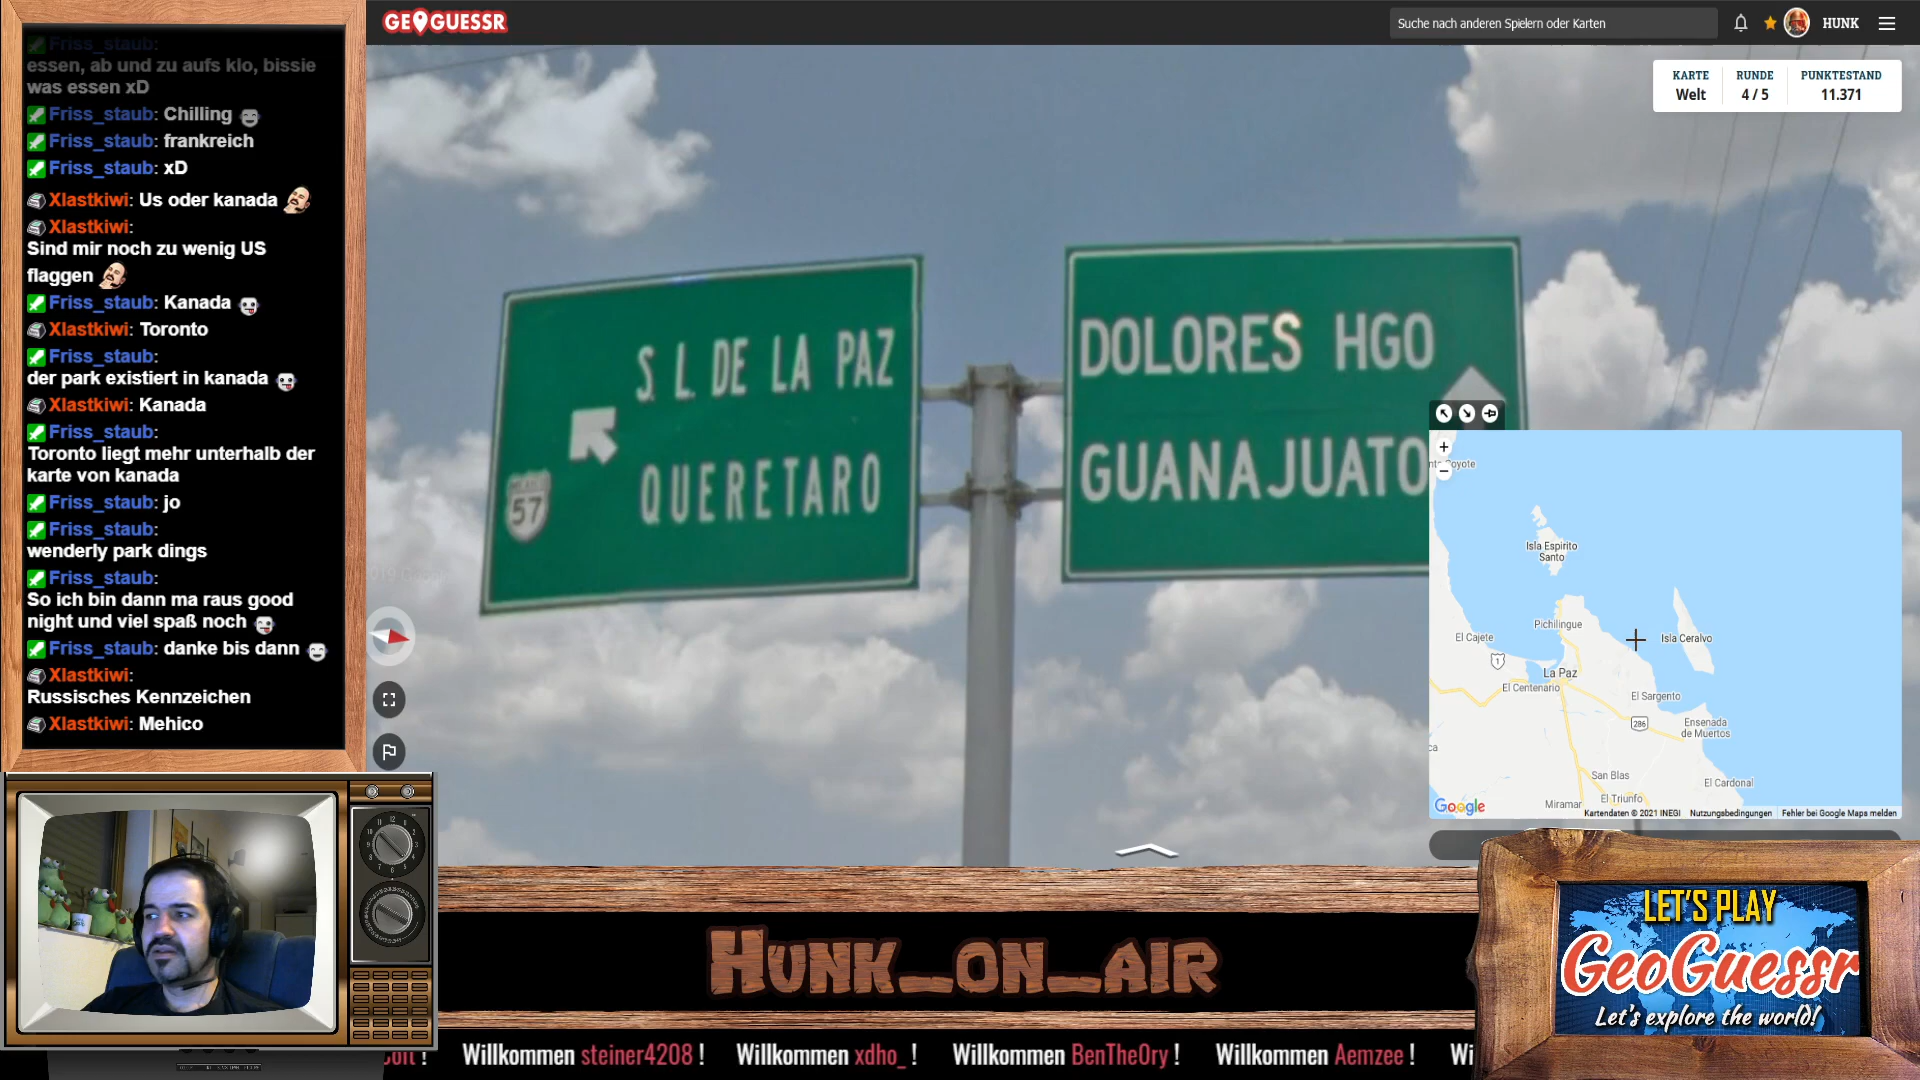 Friss_staub:
essen, ab und zu aufs klo, bissie
was essen xD
Friss_staub: Chilling
Friss_staub: frankreich
Friss_staub: xD
Xlastkiwi: Us oder kanada
Xlastkiwi:
Sind mir noch zu wenig US
flaggen
Friss_staub: Kanada
Xlastkiwi: Toronto
Friss_staub:
der park existiert in kanada
Xlastkiwi: Kanada
Friss_staub:
Toronto liegt mehr unterhalb der
karte von kanada
Friss_staub: jo
Friss_staub:
wenderly park dings
Friss_staub:
So ich bin dann ma raus good
night und viel spaß noch
Friss_staub: danke bis dann
Xlastkiwi:
Russisches Kennzeichen
Xlastkiwi: Mehico
GEOGUESSR
Suche nach anderen Spielern oder Karten
HUNK
KARTE RUNDE PUNKTESTAND
Welt 4 / 5 11.371
S. L. DE LA PAZ
QUERETARO
MEXICO
57
DOLORES HGO
GUANAJUATO
+
−
Coyote
Isla Espiritu
Santo
Pichilingue
El Cajete
Isla Ceralvo
1
La Paz
El Centenario
El Sargento
286
Ensenada
de Muertos
San Blas
El Cardonal
El Triunfo
Miramar
Google
Kartendaten © 2021 INEGI Nutzungsbedingungen Fehler bei Google Maps melden
LET'S PLAY
GeoGuessr
Let's explore the world!
HUNK_ON_AIR
Willkommen steiner4208 ! Willkommen xdho_ ! Willkommen BenTheOry ! Willkommen Aemzee ! Wi